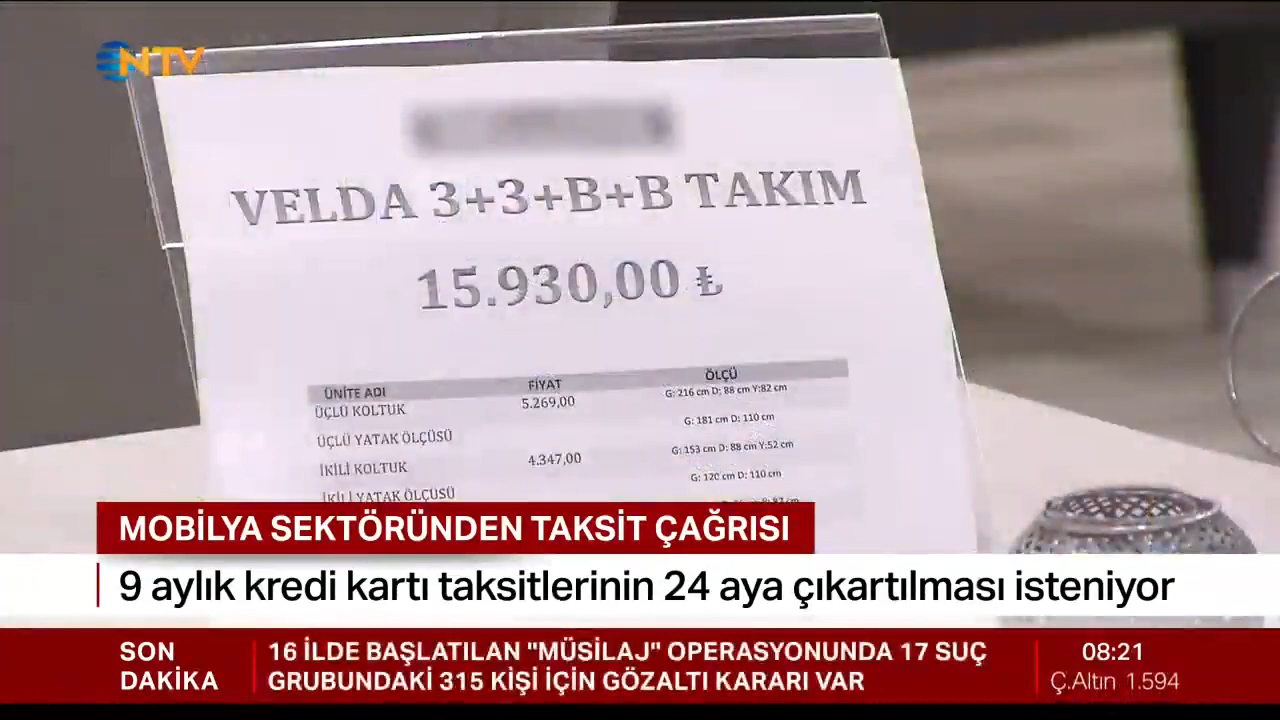 NTV
VELDA 3+3+B+B TAKIM
15.930,00 ₺
ÜNİTE ADI FİYAT ÖLÇÜ
ÜÇLÜ KOLTUK 5.269,00 G: 216 cm D: 88 cm Y:82 cm
ÜÇLÜ YATAK ÖLÇÜSÜ G: 181 cm D: 110 cm
İKİLİ KOLTUK 4.347,00 G: 153 cm D: 88 cm Y:52 cm
İKİLİ YATAK ÖLÇÜSÜ G: 120 cm D: 110 cm
MOBİLYA SEKTÖRÜNDEN TAKSİT ÇAĞRISI
9 aylık kredi kartı taksitlerinin 24 aya çıkartılması isteniyor
SON DAKİKA
16 İLDE BAŞLATILAN "MÜSİLAJ" OPERASYONUNDA 17 SUÇ
GRUBUNDAKİ 315 KİŞİ İÇİN GÖZALTI KARARI VAR
08:21
Ç.Altın 1.594